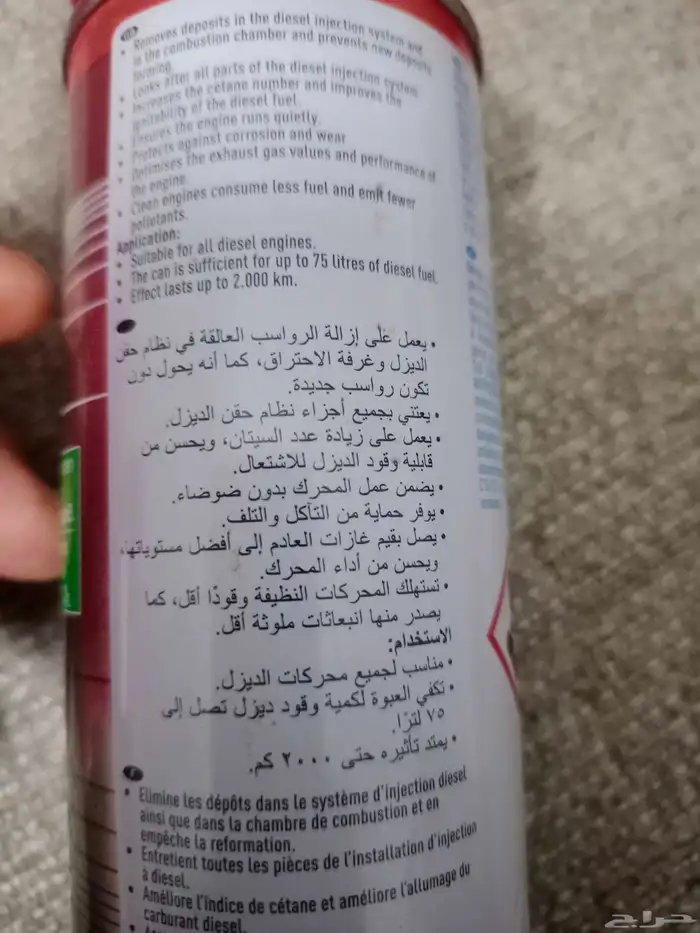 GB
• Removes deposits in the diesel injection system and
in the combustion chamber and prevents new deposits
forming.
• Looks after all parts of the diesel injection system
• Increases the cetane number and improves the
ignitability of the diesel fuel.
• Ensures the engine runs quietly.
• Protects against corrosion and wear
• Optimises the exhaust gas values and performance of
the engine.
• Clean engines consume less fuel and emit fewer
pollutants.
Application:
• Suitable for all diesel engines.
• The can is sufficient for up to 75 litres of diesel fuel.
• Effect lasts up to 2.000 km.
• يعمل على إزالة الرواسب العالقة في نظام حقن
الديزل وغرفة الاحتراق، كما أنه يحول دون
تكون رواسب جديدة.
• يعتني بجميع أجزاء نظام حقن الديزل.
• يعمل على زيادة عدد السيتان، ويحسن من
قابلية وقود الديزل للاشتعال.
• يضمن عمل المحرك بدون ضوضاء.
• يوفر حماية من التآكل والتلف.
• يصل بقيم غازات العادم إلى أفضل مستوياتها،
ويحسن من أداء المحرك.
• تستهلك المحركات النظيفة وقودًا أقل، كما
يصدر منها انبعاثات ملوثة أقل.
الاستخدام:
• مناسب لجميع محركات الديزل.
• تكفي العبوة لكمية وقود ديزل تصل إلى
٧٥ لترًا.
• يمتد تأثيره حتى ٢٠٠٠ كم.
F
• Élimine les dépôts dans le système d'injection diesel
ainsi que dans la chambre de combustion et en
empêche la reformation.
• Entretient toutes les pièces de l'installation d'injection
à diesel.
• Améliore l'indice de cétane et améliore l'allumage du
carburant diesel.
حراج